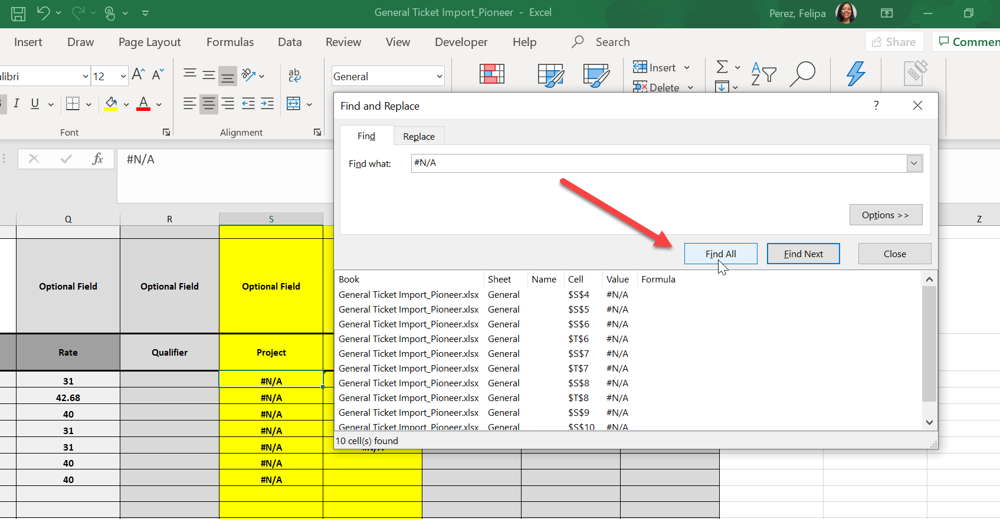 General Ticket Import_Pioneer - Excel
Perez, Felipa
Insert Draw Page Layout Formulas Data Review View Developer Help Search Share Commen
alibri 12 General Insert
Delete
Font Alignment
#N/A
Find and Replace
Find Replace
Find what: #N/A
Options >>
Find All Find Next Close
Book Sheet Name Cell Value Formula
General Ticket Import_Pioneer.xlsx General $S$4 #N/A
General Ticket Import_Pioneer.xlsx General $S$5 #N/A
General Ticket Import_Pioneer.xlsx General $S$6 #N/A
General Ticket Import_Pioneer.xlsx General $T$6 #N/A
General Ticket Import_Pioneer.xlsx General $S$7 #N/A
General Ticket Import_Pioneer.xlsx General $T$7 #N/A
General Ticket Import_Pioneer.xlsx General $S$8 #N/A
General Ticket Import_Pioneer.xlsx General $T$8 #N/A
General Ticket Import_Pioneer.xlsx General $S$9 #N/A
General Ticket Import_Pioneer.xlsx General $S$10 #N/A
10 cell(s) found
Q R S Z
Optional Field Optional Field Optional Field
Rate Qualifier Project
31 #N/A
42.68 #N/A
40 #N/A
31 #N/A
31 #N/A #N/A
40 #N/A
40 #N/A